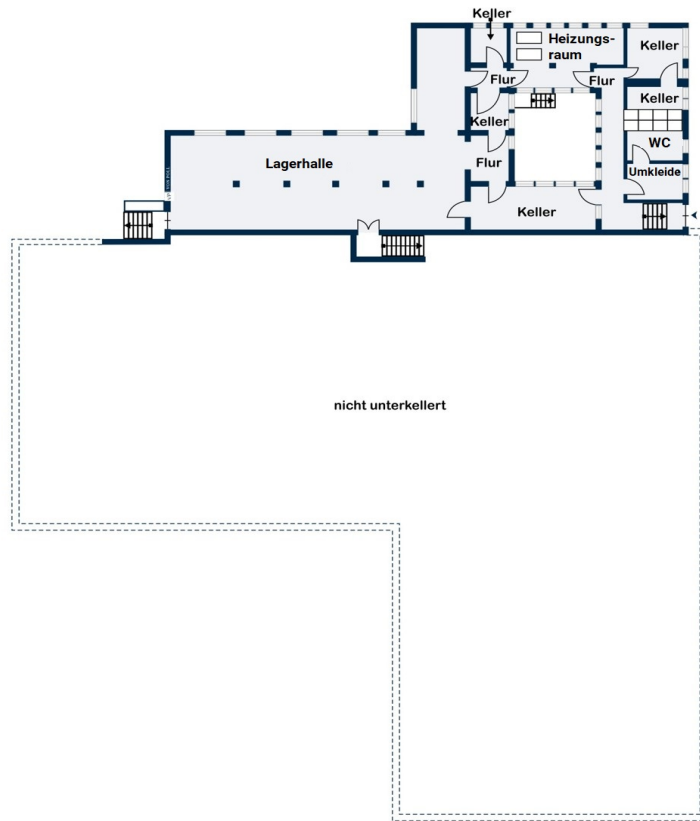 Keller
Heizungs-
raum
Keller
Flur
Flur
Keller
Keller
WC
Lagerhalle
Flur
Umkleide
Keller
nicht unterkellert